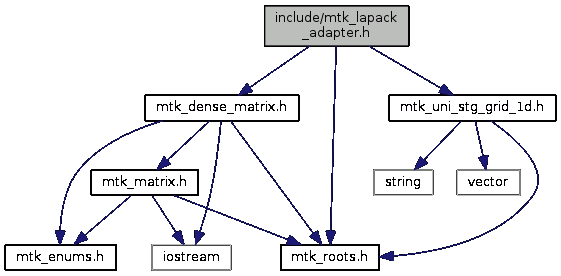 include/mtk_lapack
_adapter.h
mtk_dense_matrix.h
mtk_uni_stg_grid_1d.h
mtk_matrix.h
string
vector
mtk_enums.h
iostream
mtk_roots.h